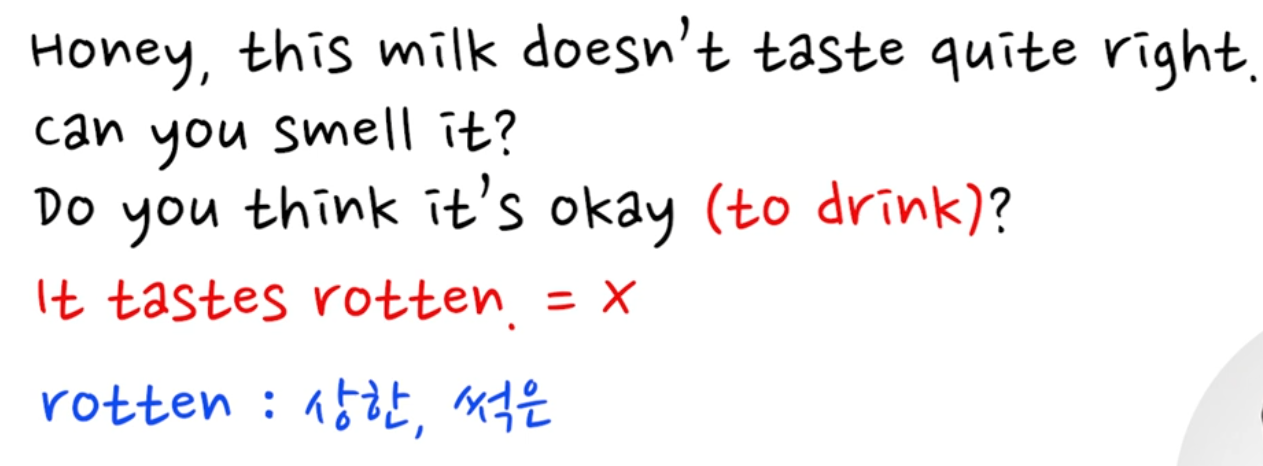 Honey, this milk doesn't taste quite right.
can you smell it?
Do you think it's okay (to drink)?
It tastes rotten. = X
rotten : 상한, 썩은